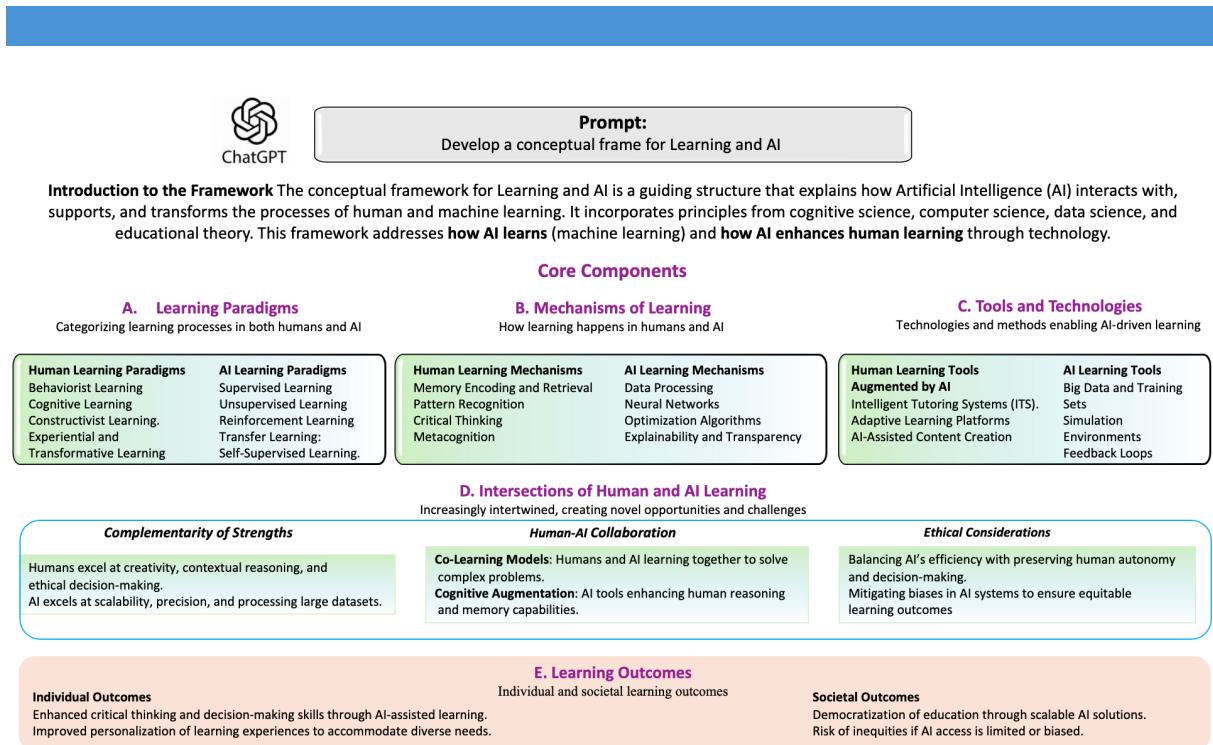 ChatGPT
Prompt:
Develop a conceptual frame for Learning and AI
Introduction to the Framework The conceptual framework for Learning and AI is a guiding structure that explains how Artificial Intelligence (AI) interacts with,
supports, and transforms the processes of human and machine learning. It incorporates principles from cognitive science, computer science, data science, and
educational theory. This framework addresses how AI learns (machine learning) and how AI enhances human learning through technology.
Core Components
A. Learning Paradigms
Categorizing learning processes in both humans and AI
Human Learning Paradigms
Behaviorist Learning
Cognitive Learning
Constructivist Learning.
Experiential and
Transformative Learning
AI Learning Paradigms
Supervised Learning
Unsupervised Learning
Reinforcement Learning
Transfer Learning:
Self-Supervised Learning.
B. Mechanisms of Learning
How learning happens in humans and AI
Human Learning Mechanisms
Memory Encoding and Retrieval
Pattern Recognition
Critical Thinking
Metacognition
AI Learning Mechanisms
Data Processing
Neural Networks
Optimization Algorithms
Explainability and Transparency
C. Tools and Technologies
Technologies and methods enabling AI-driven learning
Human Learning Tools
Augmented by AI
Intelligent Tutoring Systems (ITS).
Adaptive Learning Platforms
AI-Assisted Content Creation
AI Learning Tools
Big Data and Training
Sets
Simulation
Environments
Feedback Loops
D. Intersections of Human and AI Learning
Increasingly intertwined, creating novel opportunities and challenges
Complementarity of Strengths
Humans excel at creativity, contextual reasoning, and
ethical decision-making.
AI excels at scalability, precision, and processing large datasets.
Human-AI Collaboration
Co-Learning Models: Humans and AI learning together to solve
complex problems.
Cognitive Augmentation: AI tools enhancing human reasoning
and memory capabilities.
Ethical Considerations
Balancing AI's efficiency with preserving human autonomy
and decision-making.
Mitigating biases in AI systems to ensure equitable
learning outcomes
E. Learning Outcomes
Individual and societal learning outcomes
Individual Outcomes
Enhanced critical thinking and decision-making skills through AI-assisted learning.
Improved personalization of learning experiences to accommodate diverse needs.
Societal Outcomes
Democratization of education through scalable AI solutions.
Risk of inequities if AI access is limited or biased.